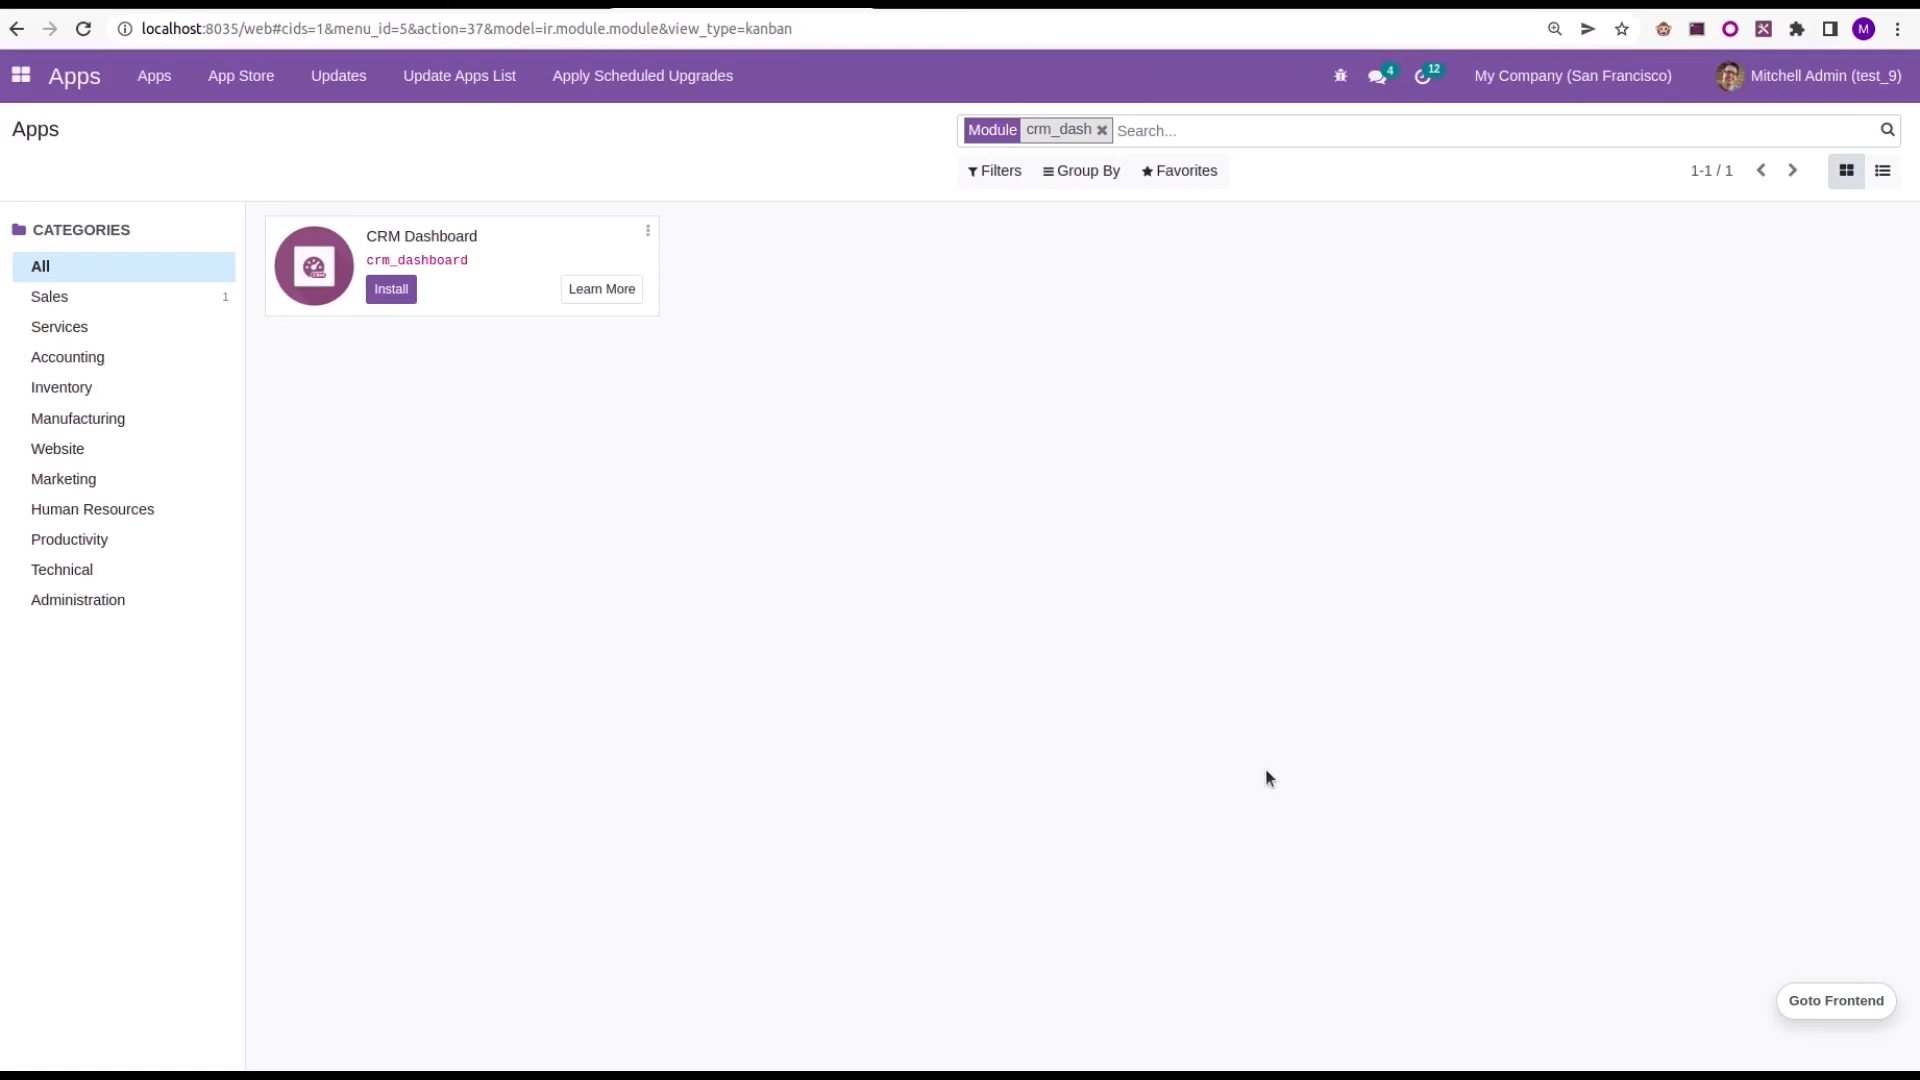 localhost:8035/web#cids=1&menu_id=5&action=37&model=ir.module.module&view_type=kanban
M
Apps
Apps
App Store
Updates
Update Apps List
Apply Scheduled Upgrades
4
12
My Company (San Francisco)
Mitchell Admin (test_9)
Apps
Module crm_dash
Search...
Filters
Group By
Favorites
1-1 / 1
CATEGORIES
All
Sales 1
Services
Accounting
Inventory
Manufacturing
Website
Marketing
Human Resources
Productivity
Technical
Administration
CRM Dashboard
crm_dashboard
Install
Learn More
CRM
Goto Frontend